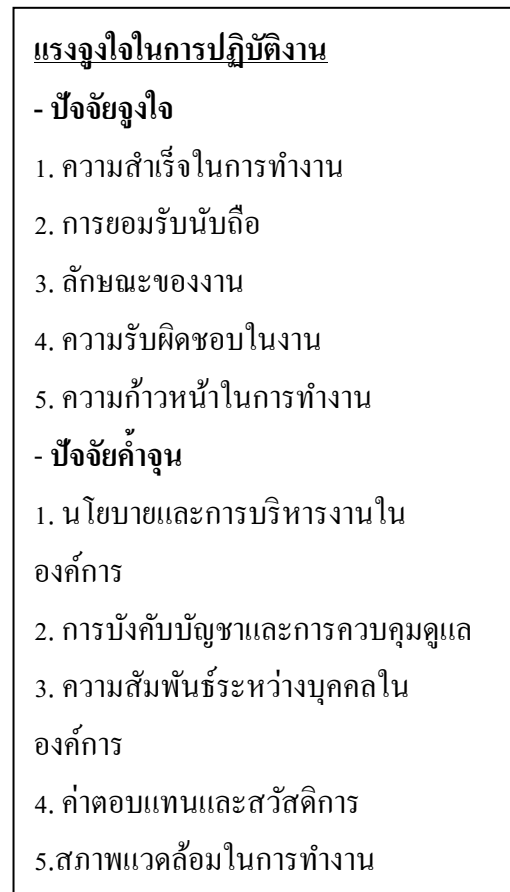 แรงจูงใจในการปฏิบัติงาน
- ปัจจัยจูงใจ
1. ความสำเร็จในการทำงาน
2. การยอมรับนับถือ
3. ลักษณะของงาน
4. ความรับผิดชอบในงาน
5. ความก้าวหน้าในการทำงาน
- ปัจจัยค้ำจุน
1. นโยบายและการบริหารงานใน
องค์การ
2. การบังคับบัญชาและการควบคุมดูแล
3. ความสัมพันธ์ระหว่างบุคคลใน
องค์การ
4. ค่าตอบแทนและสวัสดิการ
5.สภาพแวดล้อมในการทำงาน